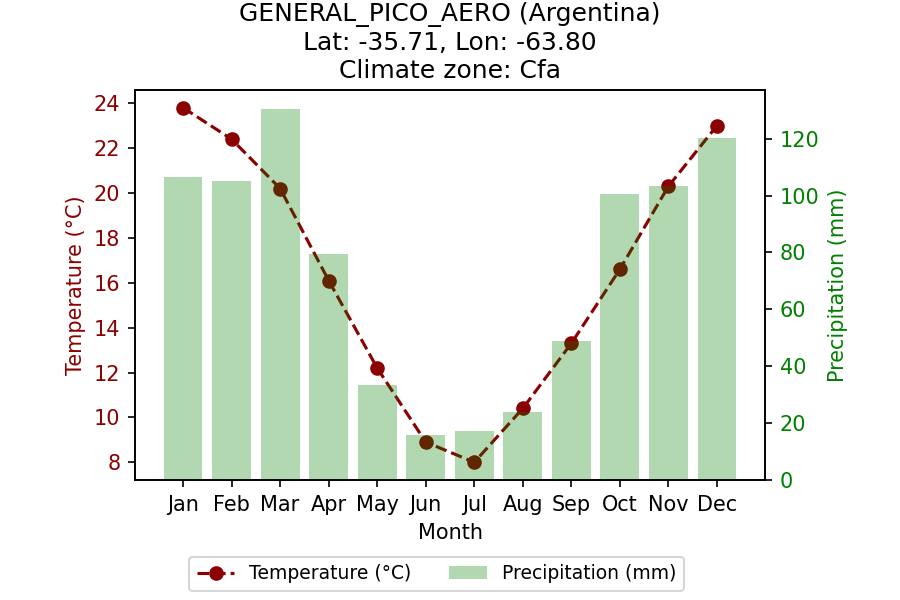 GENERAL_PICO_AERO (Argentina)
Lat: -35.71, Lon: -63.80
Climate zone: Cfa
24
22
20
18
16
14
12
10
8
Temperature (°C)
120
100
80
60
40
20
0
Precipitation (mm)
Jan Feb Mar Apr May Jun Jul Aug Sep Oct Nov Dec
Month
Temperature (°C) Precipitation (mm)